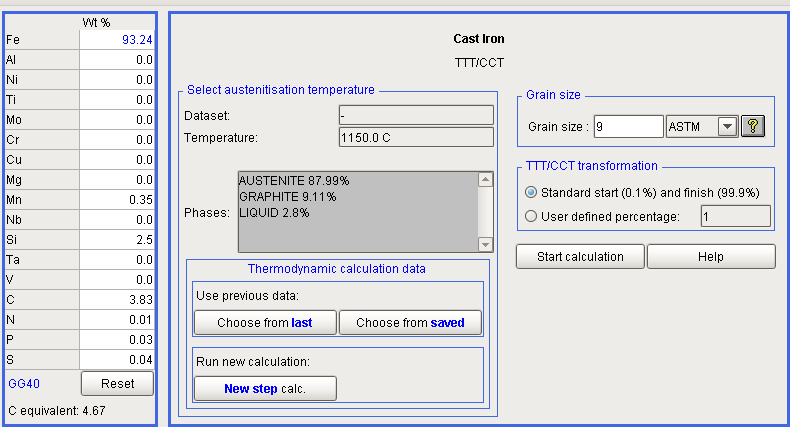 Wt %
Fe 93.24
Al 0.0
Ni 0.0
Ti 0.0
Mo 0.0
Cr 0.0
Cu 0.0
Mg 0.0
Mn 0.35
Nb 0.0
Si 2.5
Ta 0.0
V 0.0
C 3.83
N 0.01
P 0.03
S 0.04
GG40 Reset
C equivalent: 4.67
Cast Iron
TTT/CCT
Select austenitisation temperature
Dataset: -
Temperature: 1150.0 C
Phases:
AUSTENITE 87.99%
GRAPHITE 9.11%
LIQUID 2.8%
Thermodynamic calculation data
Use previous data:
Choose from last Choose from saved
Run new calculation:
New step calc.
Grain size
Grain size : 9 ASTM ?
TTT/CCT transformation
Standard start (0.1%) and finish (99.9%)
User defined percentage: 1
Start calculation Help